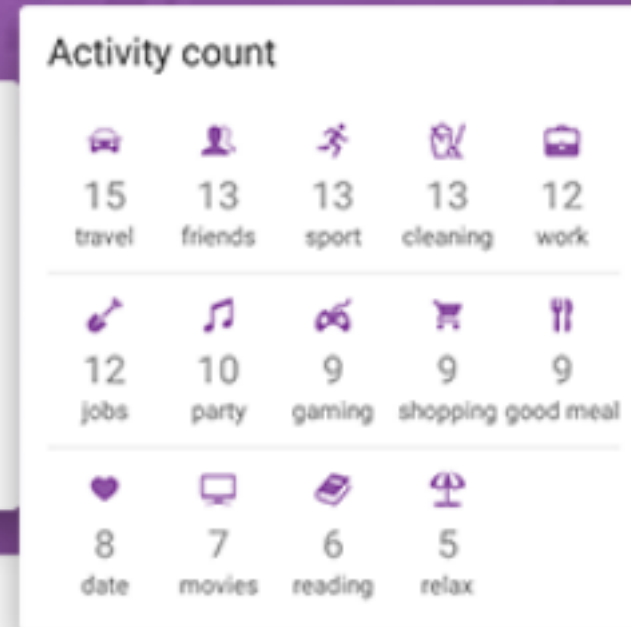 Activity count
15 13 13 13 12
travel friends sport cleaning work
12 10 9 9 9
jobs party gaming shopping good meal
8 7 6 5
date movies reading relax